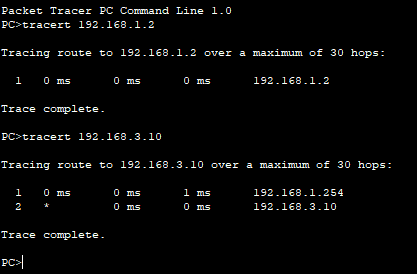 Packet Tracer PC Command Line 1.0
PC>tracert 192.168.1.2
Tracing route to 192.168.1.2 over a maximum of 30 hops:
1 0 ms 0 ms 0 ms 192.168.1.2
Trace complete.
PC>tracert 192.168.3.10
Tracing route to 192.168.3.10 over a maximum of 30 hops:
1 0 ms 0 ms 1 ms 192.168.1.254
2 * 0 ms 0 ms 192.168.3.10
Trace complete.
PC>